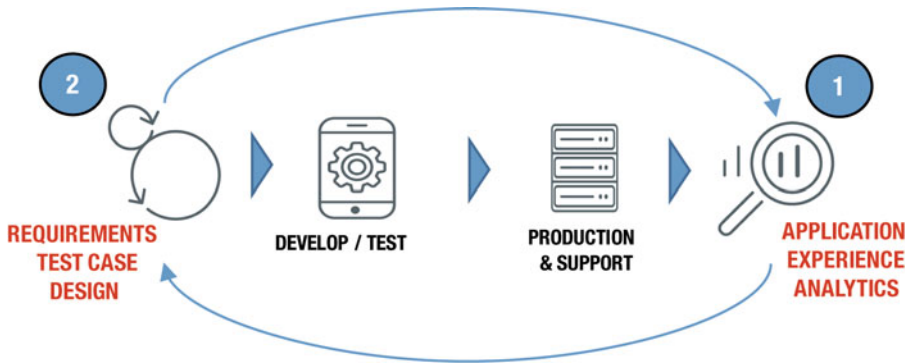 2
1
REQUIREMENTS
TEST CASE
DESIGN
DEVELOP / TEST
PRODUCTION
& SUPPORT
APPLICATION
EXPERIENCE
ANALYTICS